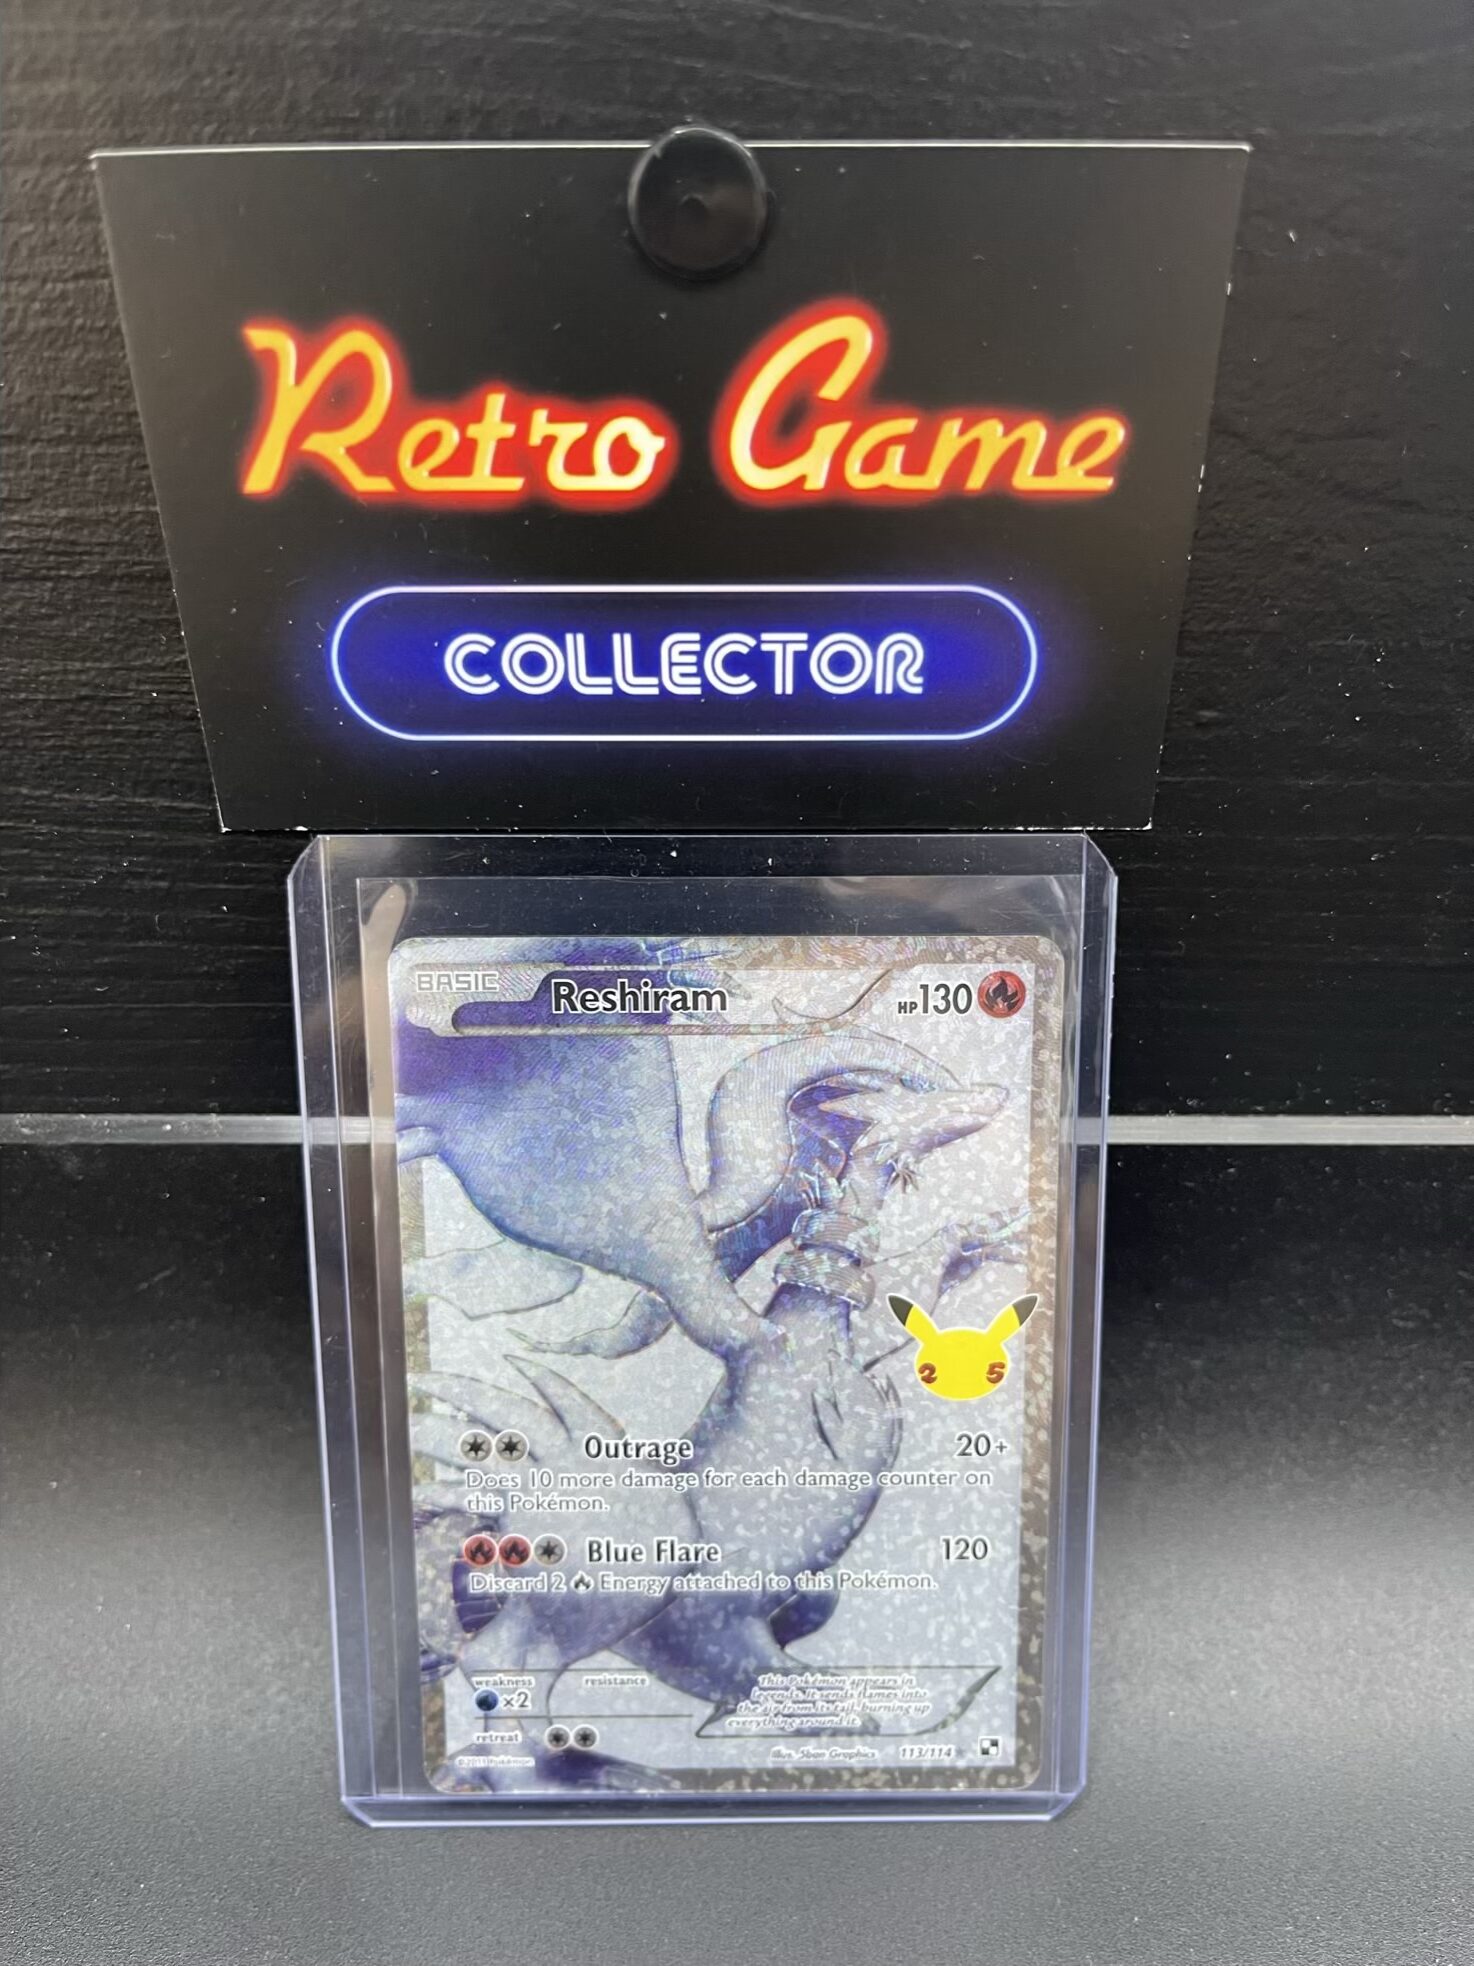 Retro Game
COLLECTOR
BASIC Reshiram HP130
25
Outrage 20+
Does 10 more damage for each damage counter on
this Pokémon.
Blue Flare 120
Discard 2 Energy attached to this Pokémon.
weakness resistance
×2
retreat
This Pokémon appears in
legends. It sends flames into
the air from its tail, burning up
everything around it.
Illus. 5ban Graphics 113/114
©2011 Pokémon